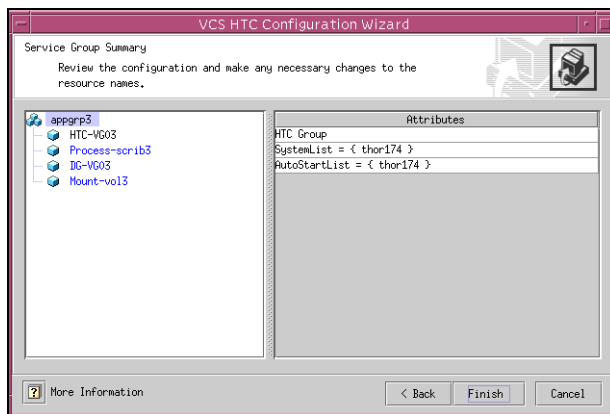 VCS HTC Configuration Wizard
Service Group Summary
Review the configuration and make any necessary changes to the
resource names.
appgrp3
HTC-VG03
Process-scrib3
DG-VG03
Mount-vol3
Attributes
HTC Group
SystemList = { thor174 }
AutoStartList = { thor174 }
? More Information
< Back
Finish
Cancel